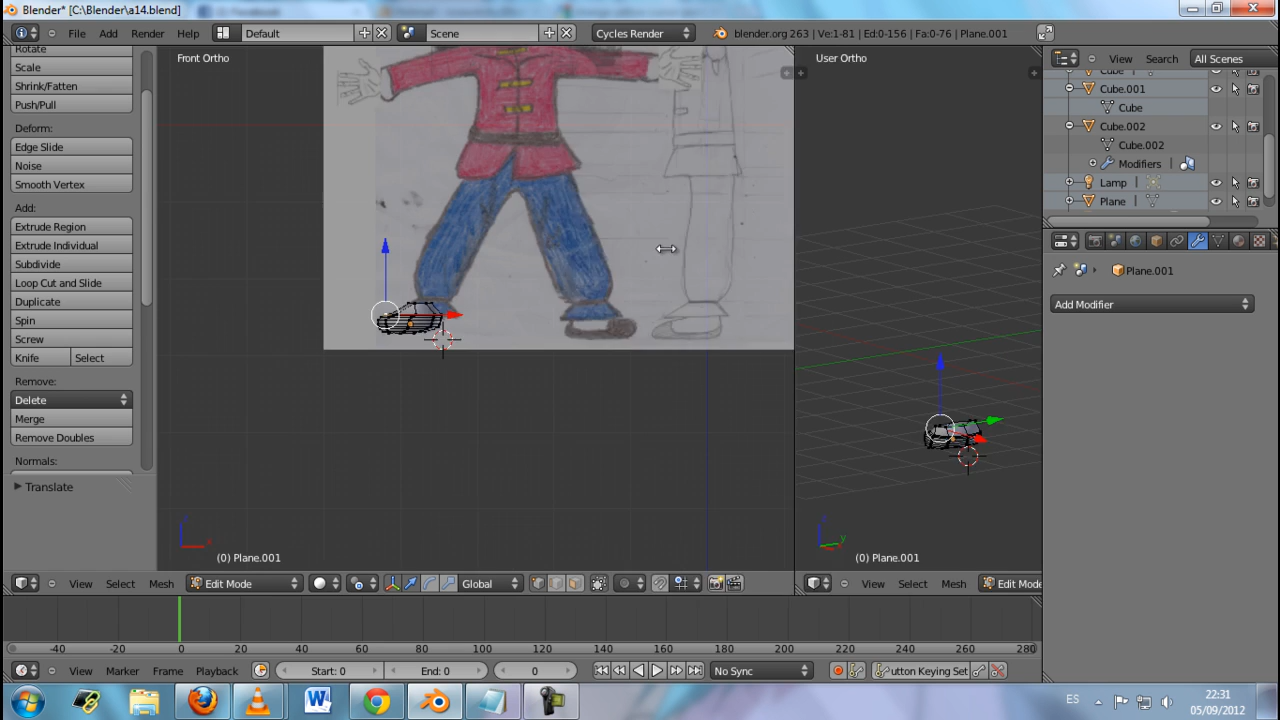 Blender* [C:\Blender\a14.blend]
File Add Render Help Default Scene Cycles Render blender.org 263 | Ve:1-81 | Ed:0-156 | Fa:0-76 | Plane.001
Rotate
Scale
Shrink/Fatten
Push/Pull
Deform:
Edge Slide
Noise
Smooth Vertex
Add:
Extrude Region
Extrude Individual
Subdivide
Loop Cut and Slide
Duplicate
Spin
Screw
Knife Select
Remove:
Delete
Merge
Remove Doubles
Normals:
Translate
Front Ortho
(0) Plane.001
View Select Mesh Edit Mode Global
User Ortho
(0) Plane.001
View Select Mesh Edit Mode
View Search All Scenes
Cube
Cube.001
Cube
Cube.002
Cube.002
Modifiers
Lamp
Plane
Plane.001
Add Modifier
-40 -20 0 20 40 60 80 100 120 140 160 180 200 220 240 260 280
View Marker Frame Playback Start: 0 End: 0 0 No Sync utton Keying Set
ES 22:31
05/09/2012